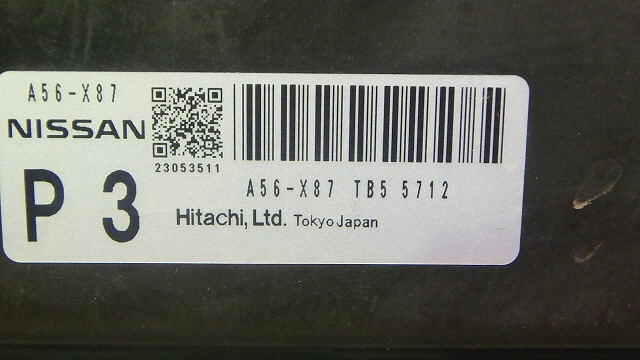 A56-X87
NISSAN
23053511
P 3
A56-X87 TB5 5712
Hitachi, Ltd. Tokyo Japan